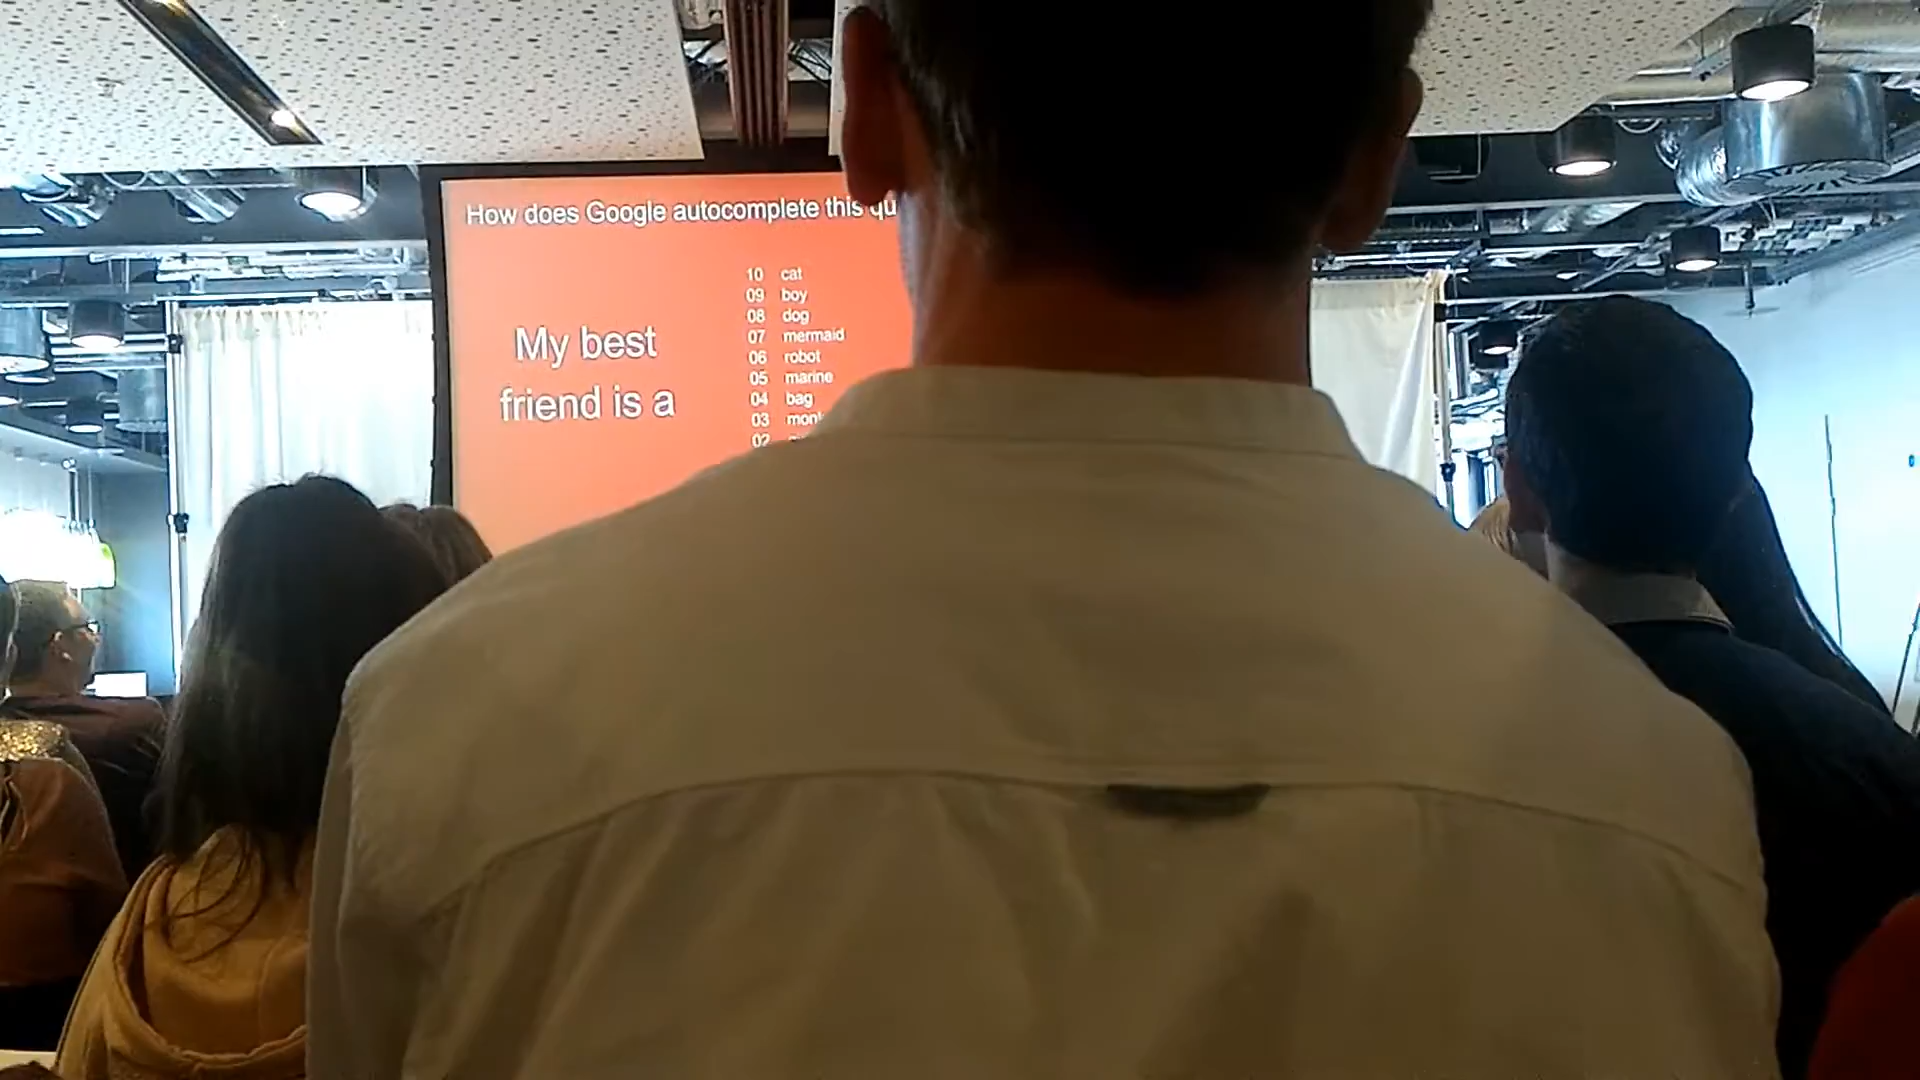 How does Google autocomplete this
My best
friend is a
10 cat
09 boy
08 dog
07 mermaid
06 robot
05 marine
04 bag
03
02